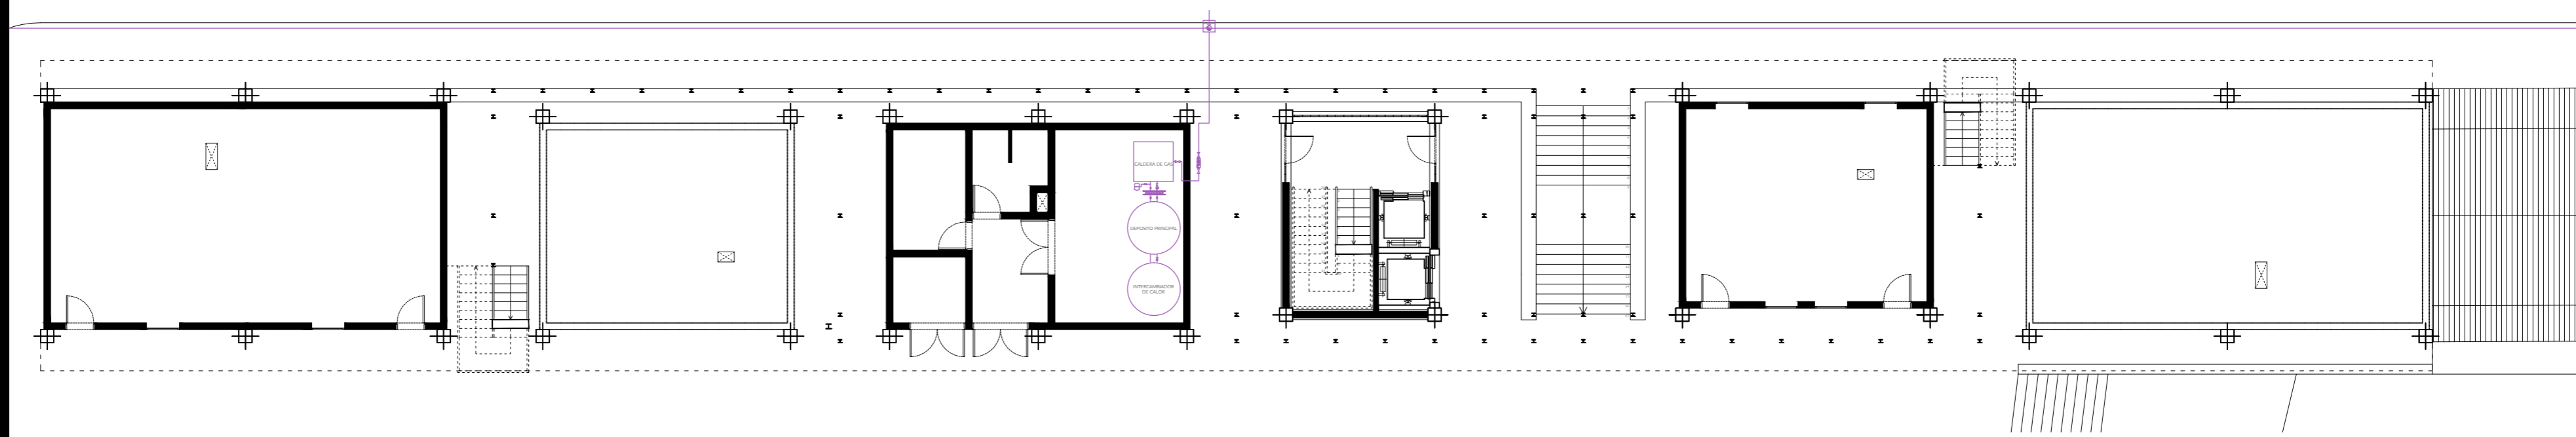 CALDERA DE GAS
DEPOSITO PRINCIPAL
INTERCAMBIADOR
DE CALOR